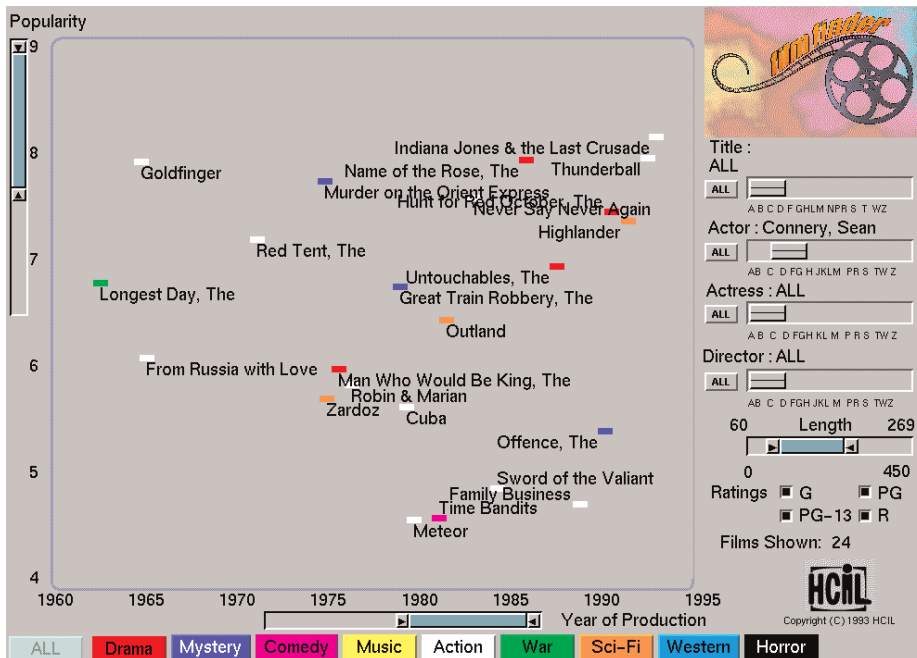 Popularity
film finder
9
8
7
6
5
4
Indiana Jones & the Last Crusade
Goldfinger
Name of the Rose, The
Thunderball
Murder on the Orient Express
Hunt for Red October, The
Never Say Never Again
Highlander
Red Tent, The
Untouchables, The
Longest Day, The
Great Train Robbery, The
Outland
From Russia with Love
Man Who Would Be King, The
Robin & Marian
Zardoz
Cuba
Offence, The
Sword of the Valiant
Family Business
Time Bandits
Meteor
1960 1965 1970 1975 1980 1985 1990 1995
Year of Production
Title :
ALL
ALL
A B C D F GHLM NPR S T WZ
Actor : Connery, Sean
ALL
AB C D FG H JKLM P R S TW Z
Actress : ALL
ALL
A B C D FGH KL M P R S T W Z
Director : ALL
ALL
AB C D FGH JKL M P R S TWZ
60 Length 269
0 450
Ratings G PG
PG-13 R
Films Shown: 24
HCIL
Copyright (C) 1993 HCIL
ALL Drama Mystery Comedy Music Action War Sci-Fi Western Horror